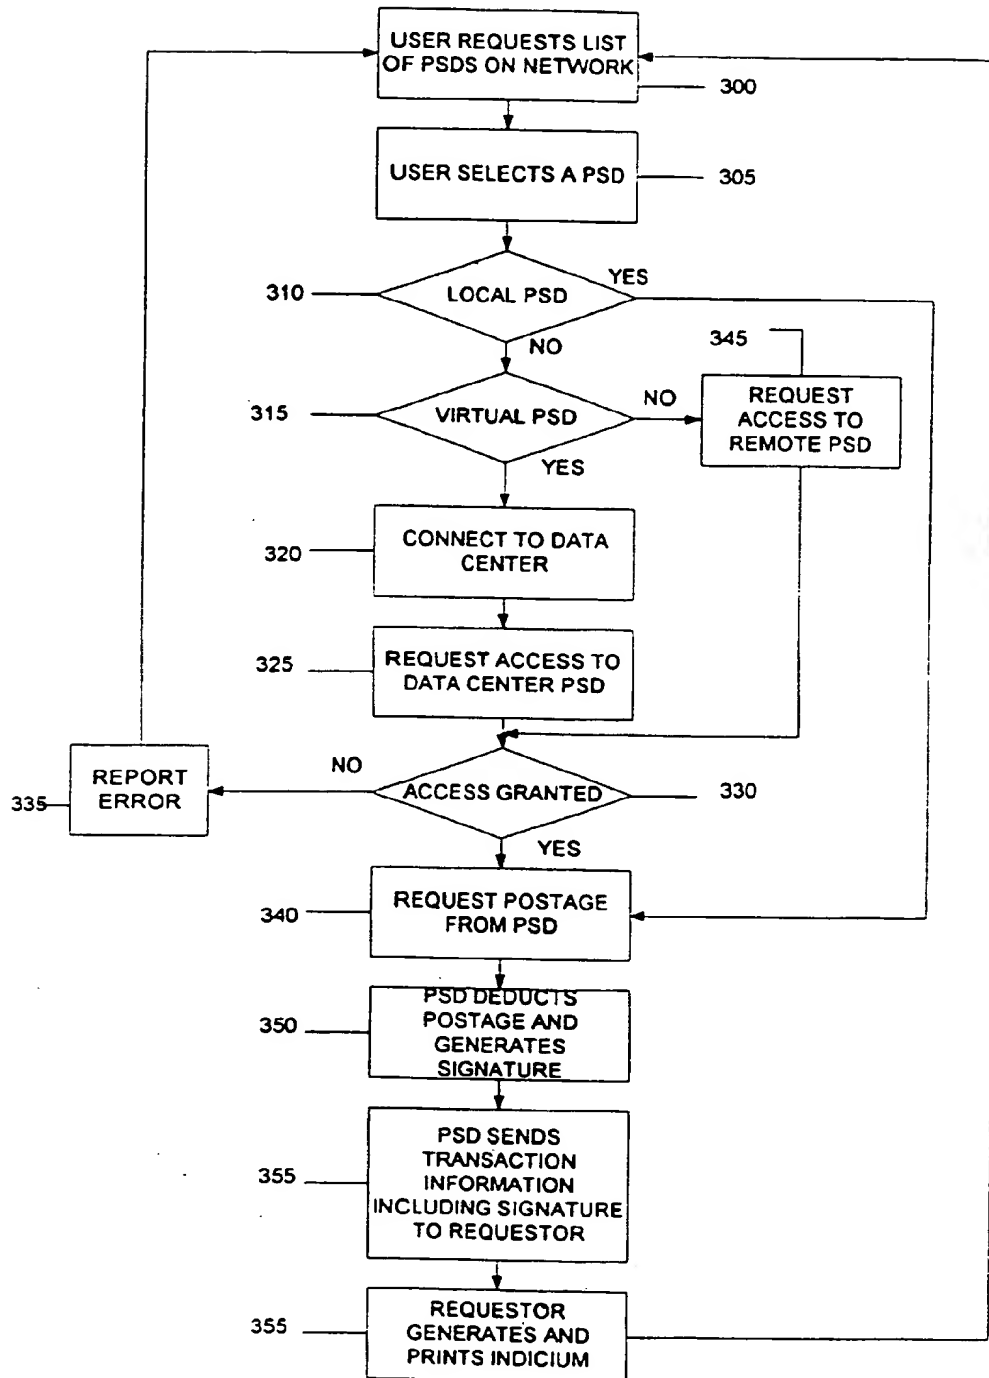 USER REQUESTS LIST
OF PSDS ON NETWORK
300
USER SELECTS A PSD
305
YES
310
LOCAL PSD
NO
345
315
VIRTUAL PSD
NO
REQUEST
ACCESS TO
REMOTE PSD
YES
320
CONNECT TO DATA
CENTER
325
REQUEST ACCESS TO
DATA CENTER PSD
NO
REPORT
ERROR
335
ACCESS GRANTED
330
YES
340
REQUEST POSTAGE
FROM PSD
350
PSD DEDUCTS
POSTAGE AND
GENERATES
SIGNATURE
355
PSD SENDS
TRANSACTION
INFORMATION
INCLUDING SIGNATURE
TO REQUESTOR
355
REQUESTOR
GENERATES AND
PRINTS INDICIUM